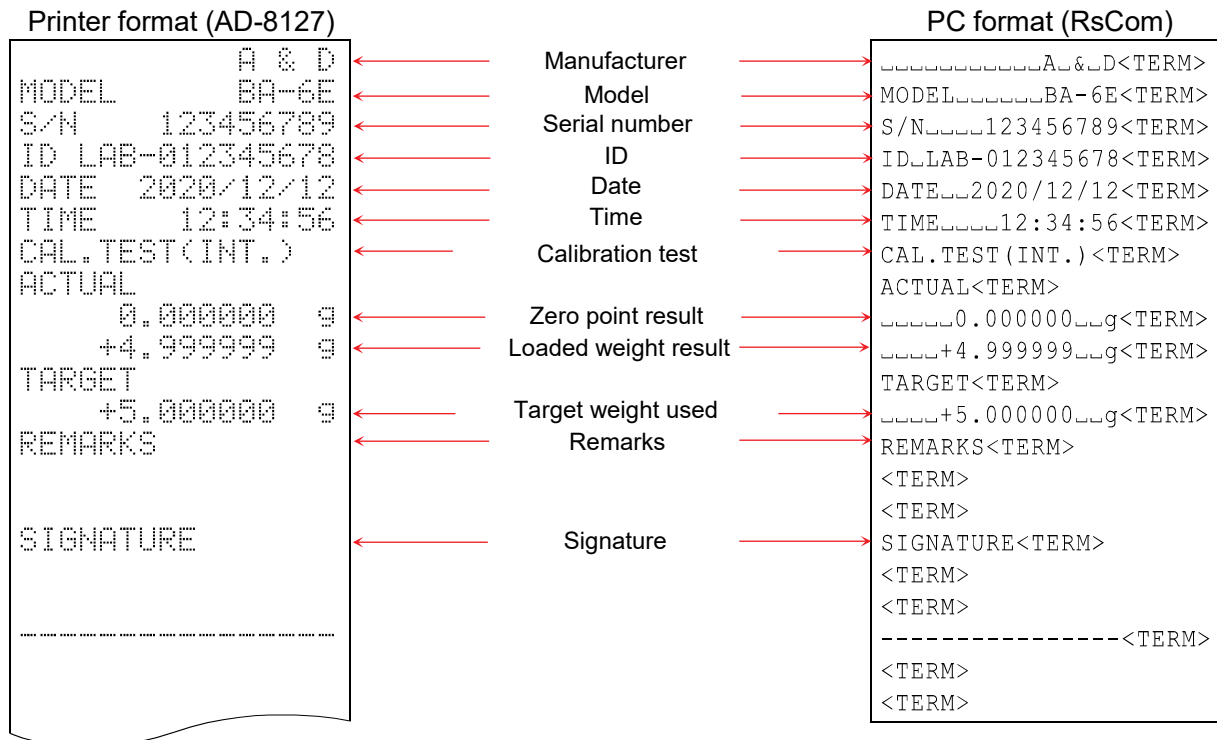 Printer format (AD-8127)
A & D
MODEL BA-6E
S/N 123456789
ID LAB-012345678
DATE 2020/12/12
TIME 12:34:56
CAL.TEST(INT.)
ACTUAL
0.000000 g
+4.999999 g
TARGET
+5.000000 g
REMARKS
SIGNATURE
----------------
Manufacturer
Model
Serial number
ID
Date
Time
Calibration test
Zero point result
Loaded weight result
Target weight used
Remarks
Signature
PC format (RsCom)
␣␣␣␣␣␣␣␣␣␣␣A␣&␣D<TERM>
MODEL␣␣␣␣␣␣BA-6E<TERM>
S/N␣␣␣␣123456789<TERM>
ID␣LAB-012345678<TERM>
DATE␣␣2020/12/12<TERM>
TIME␣␣␣␣12:34:56<TERM>
CAL.TEST(INT.)<TERM>
ACTUAL<TERM>
␣␣␣␣␣0.000000␣␣g<TERM>
␣␣␣␣+4.999999␣␣g<TERM>
TARGET<TERM>
␣␣␣␣+5.000000␣␣g<TERM>
REMARKS<TERM>
<TERM>
<TERM>
SIGNATURE<TERM>
<TERM>
<TERM>
----------------<TERM>
<TERM>
<TERM>